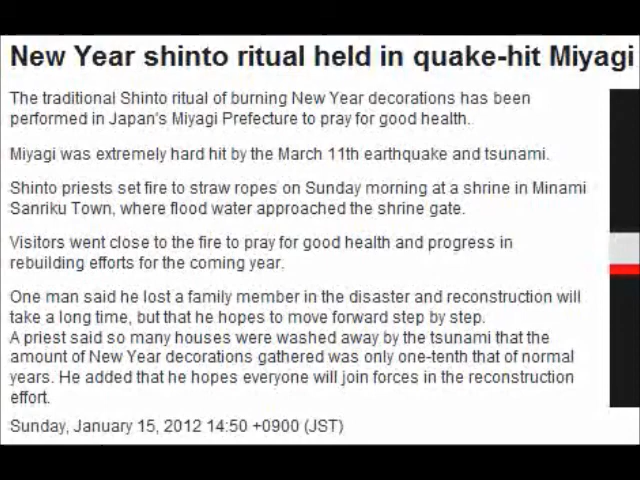 New Year shinto ritual held in quake-hit Miyagi
The traditional Shinto ritual of burning New Year decorations has been
performed in Japan's Miyagi Prefecture to pray for good health.
Miyagi was extremely hard hit by the March 11th earthquake and tsunami.
Shinto priests set fire to straw ropes on Sunday morning at a shrine in Minami
Sanriku Town, where flood water approached the shrine gate.
Visitors went close to the fire to pray for good health and progress in
rebuilding efforts for the coming year.
One man said he lost a family member in the disaster and reconstruction will
take a long time, but that he hopes to move forward step by step.
A priest said so many houses were washed away by the tsunami that the
amount of New Year decorations gathered was only one-tenth that of normal
years. He added that he hopes everyone will join forces in the reconstruction
effort.
Sunday, January 15, 2012 14:50 +0900 (JST)